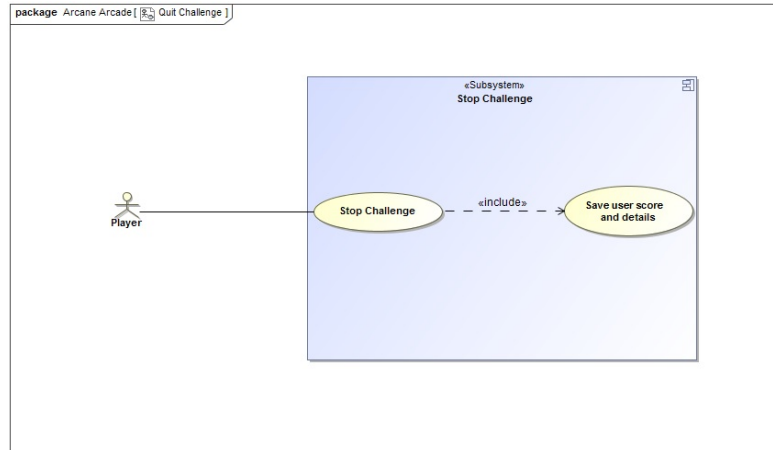 package Arcane Arcade [ Quit Challenge ]
«Subsystem»
Stop Challenge
Player
Stop Challenge
«include»
Save user score
and details